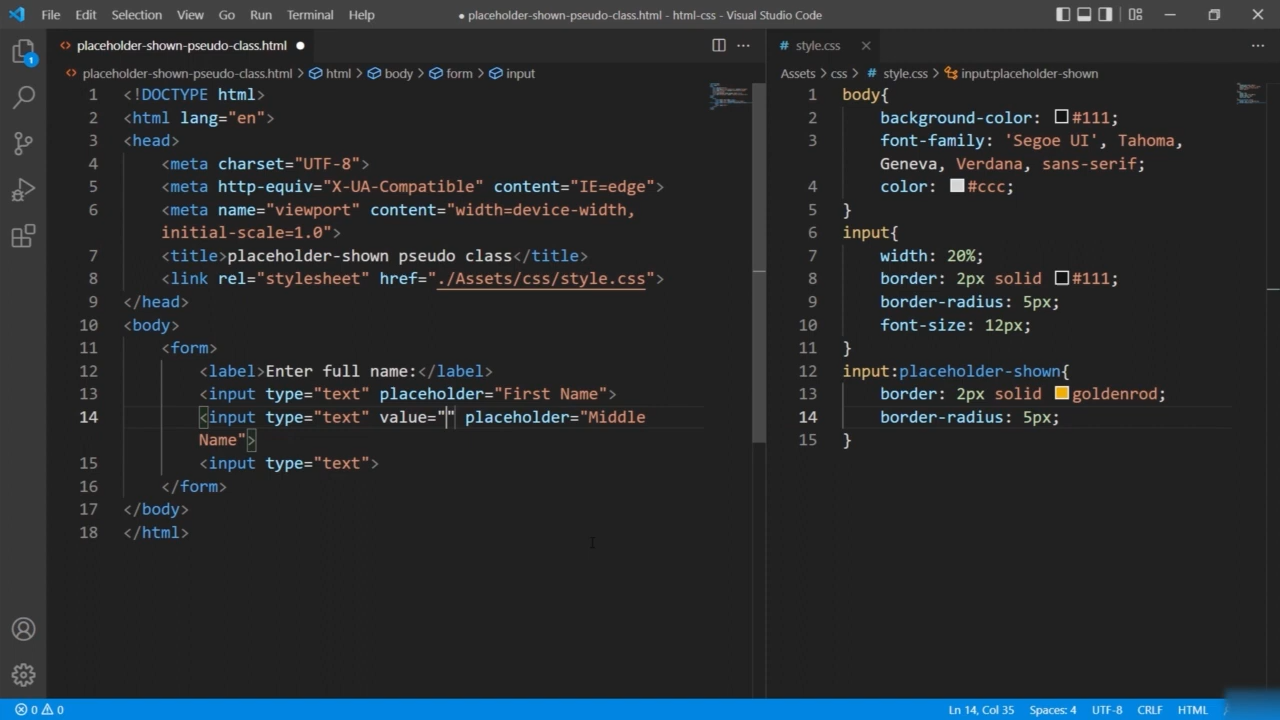 File Edit Selection View Go Run Terminal Help ● placeholder-shown-pseudo-class.html - html-css - Visual Studio Code
<> placeholder-shown-pseudo-class.html ●
placeholder-shown-pseudo-class.html > html > body > form > input
1 <!DOCTYPE html>
2 <html lang="en">
3 <head>
4 <meta charset="UTF-8">
5 <meta http-equiv="X-UA-Compatible" content="IE=edge">
6 <meta name="viewport" content="width=device-width,
initial-scale=1.0">
7 <title>placeholder-shown pseudo class</title>
8 <link rel="stylesheet" href="./Assets/css/style.css">
9 </head>
10 <body>
11 <form>
12 <label>Enter full name:</label>
13 <input type="text" placeholder="First Name">
14 <input type="text" value="" placeholder="Middle
Name">
15 <input type="text">
16 </form>
17 </body>
18 </html>
# style.css
Assets > css > # style.css > input:placeholder-shown
1 body{
2 background-color: #111;
3 font-family: 'Segoe UI', Tahoma,
Geneva, Verdana, sans-serif;
4 color: #ccc;
5 }
6 input{
7 width: 20%;
8 border: 2px solid #111;
9 border-radius: 5px;
10 font-size: 12px;
11 }
12 input:placeholder-shown{
13 border: 2px solid goldenrod;
14 border-radius: 5px;
15 }
1
0 0 Ln 14, Col 35 Spaces: 4 UTF-8 CRLF HTML